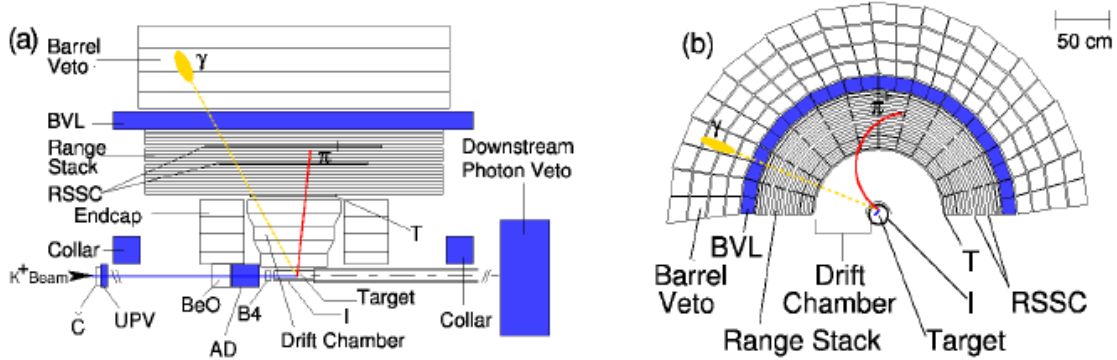 (a)
Barrel
Veto
γ
BVL
Range
Stack
π+
RSSC
Downstream
Photon Veto
Endcap
T
Collar
K+ Beam
BeO
B4
Target
I
Č
UPV
AD
Drift Chamber
Collar
(b)
50 cm
π+
γ
BVL
Barrel
Veto
Drift
Chamber
T
I
RSSC
Range Stack
Target